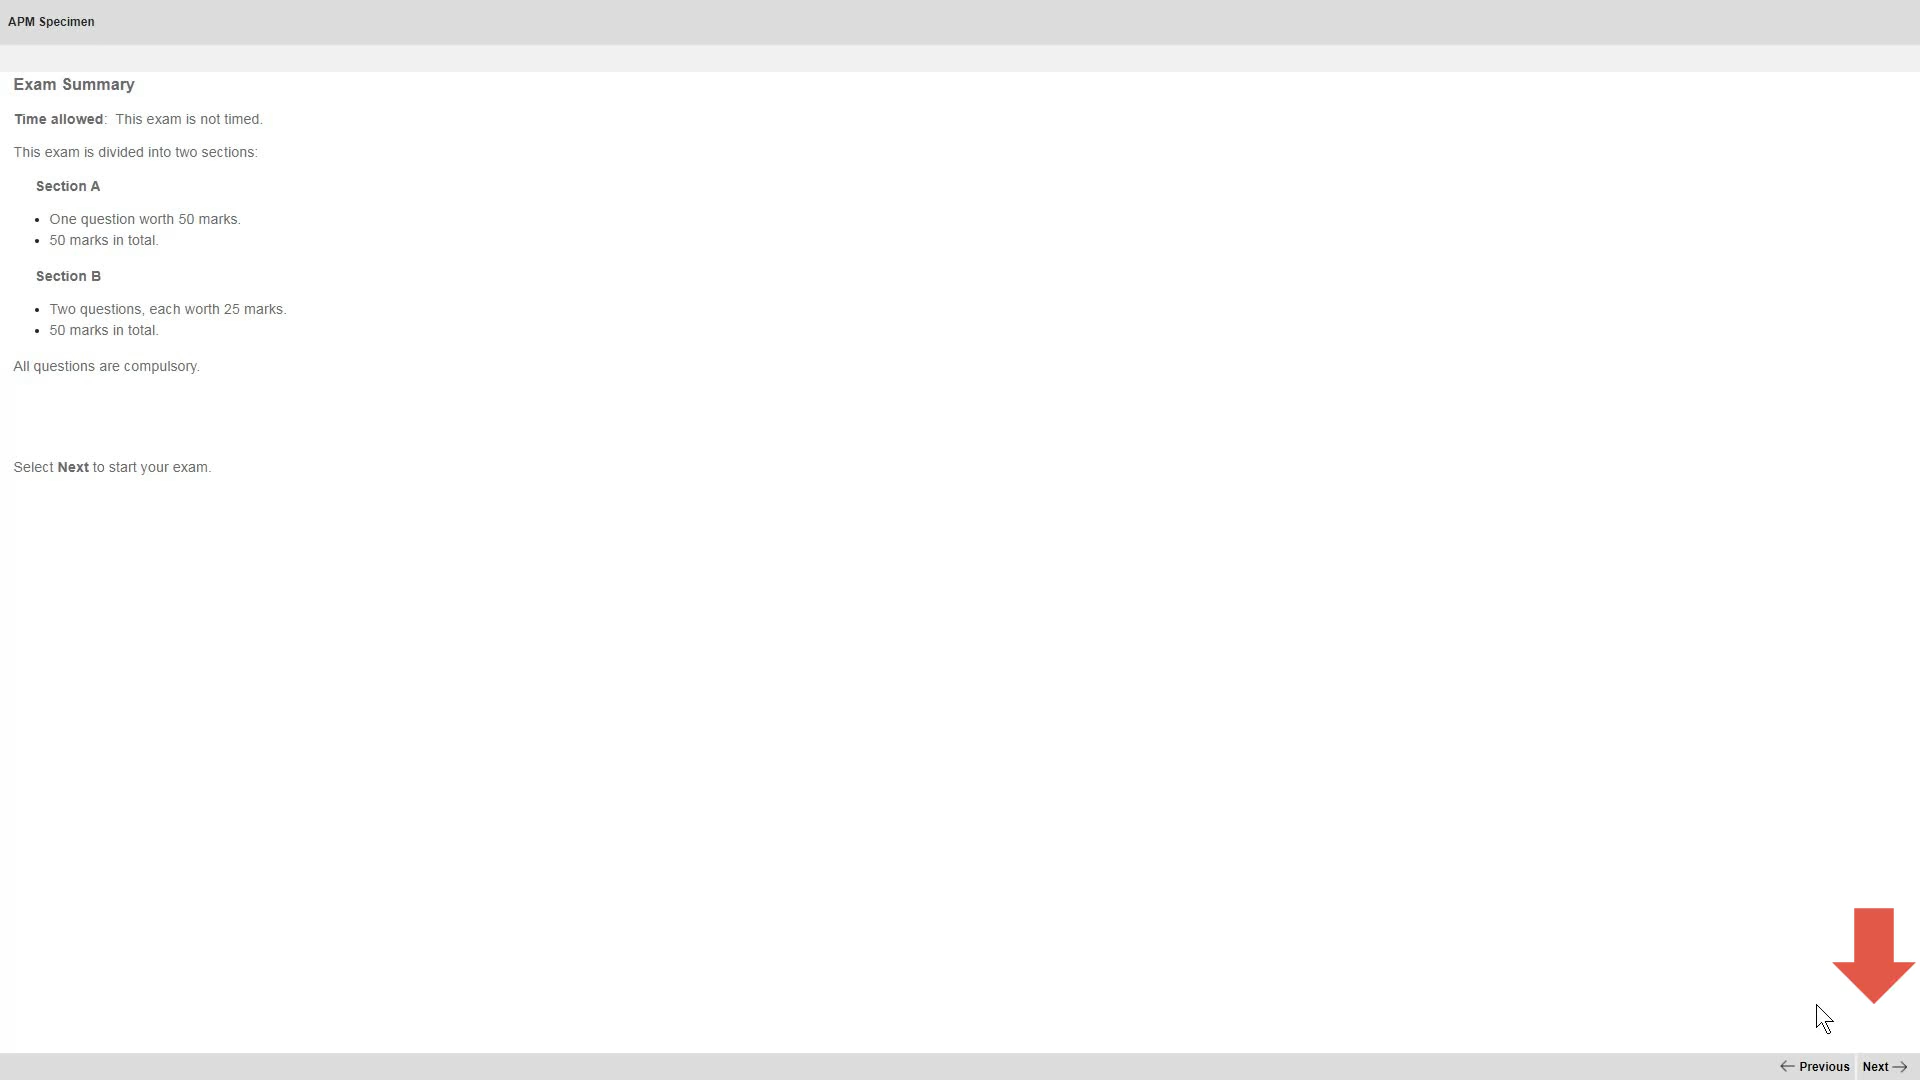 APM Specimen
Exam Summary
Time allowed: This exam is not timed.
This exam is divided into two sections:
Section A
• One question worth 50 marks.
• 50 marks in total.
Section B
• Two questions, each worth 25 marks.
• 50 marks in total.
All questions are compulsory.
Select Next to start your exam.
Previous Next